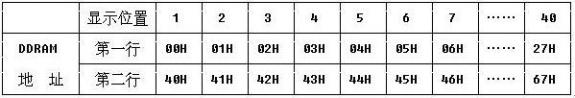 显示位置 1 2 3 4 5 6 7 …… 40
DDRAM 第一行 00H 01H 02H 03H 04H 05H 06H …… 27H
地 址 第二行 40H 41H 42H 43H 44H 45H 46H …… 67H